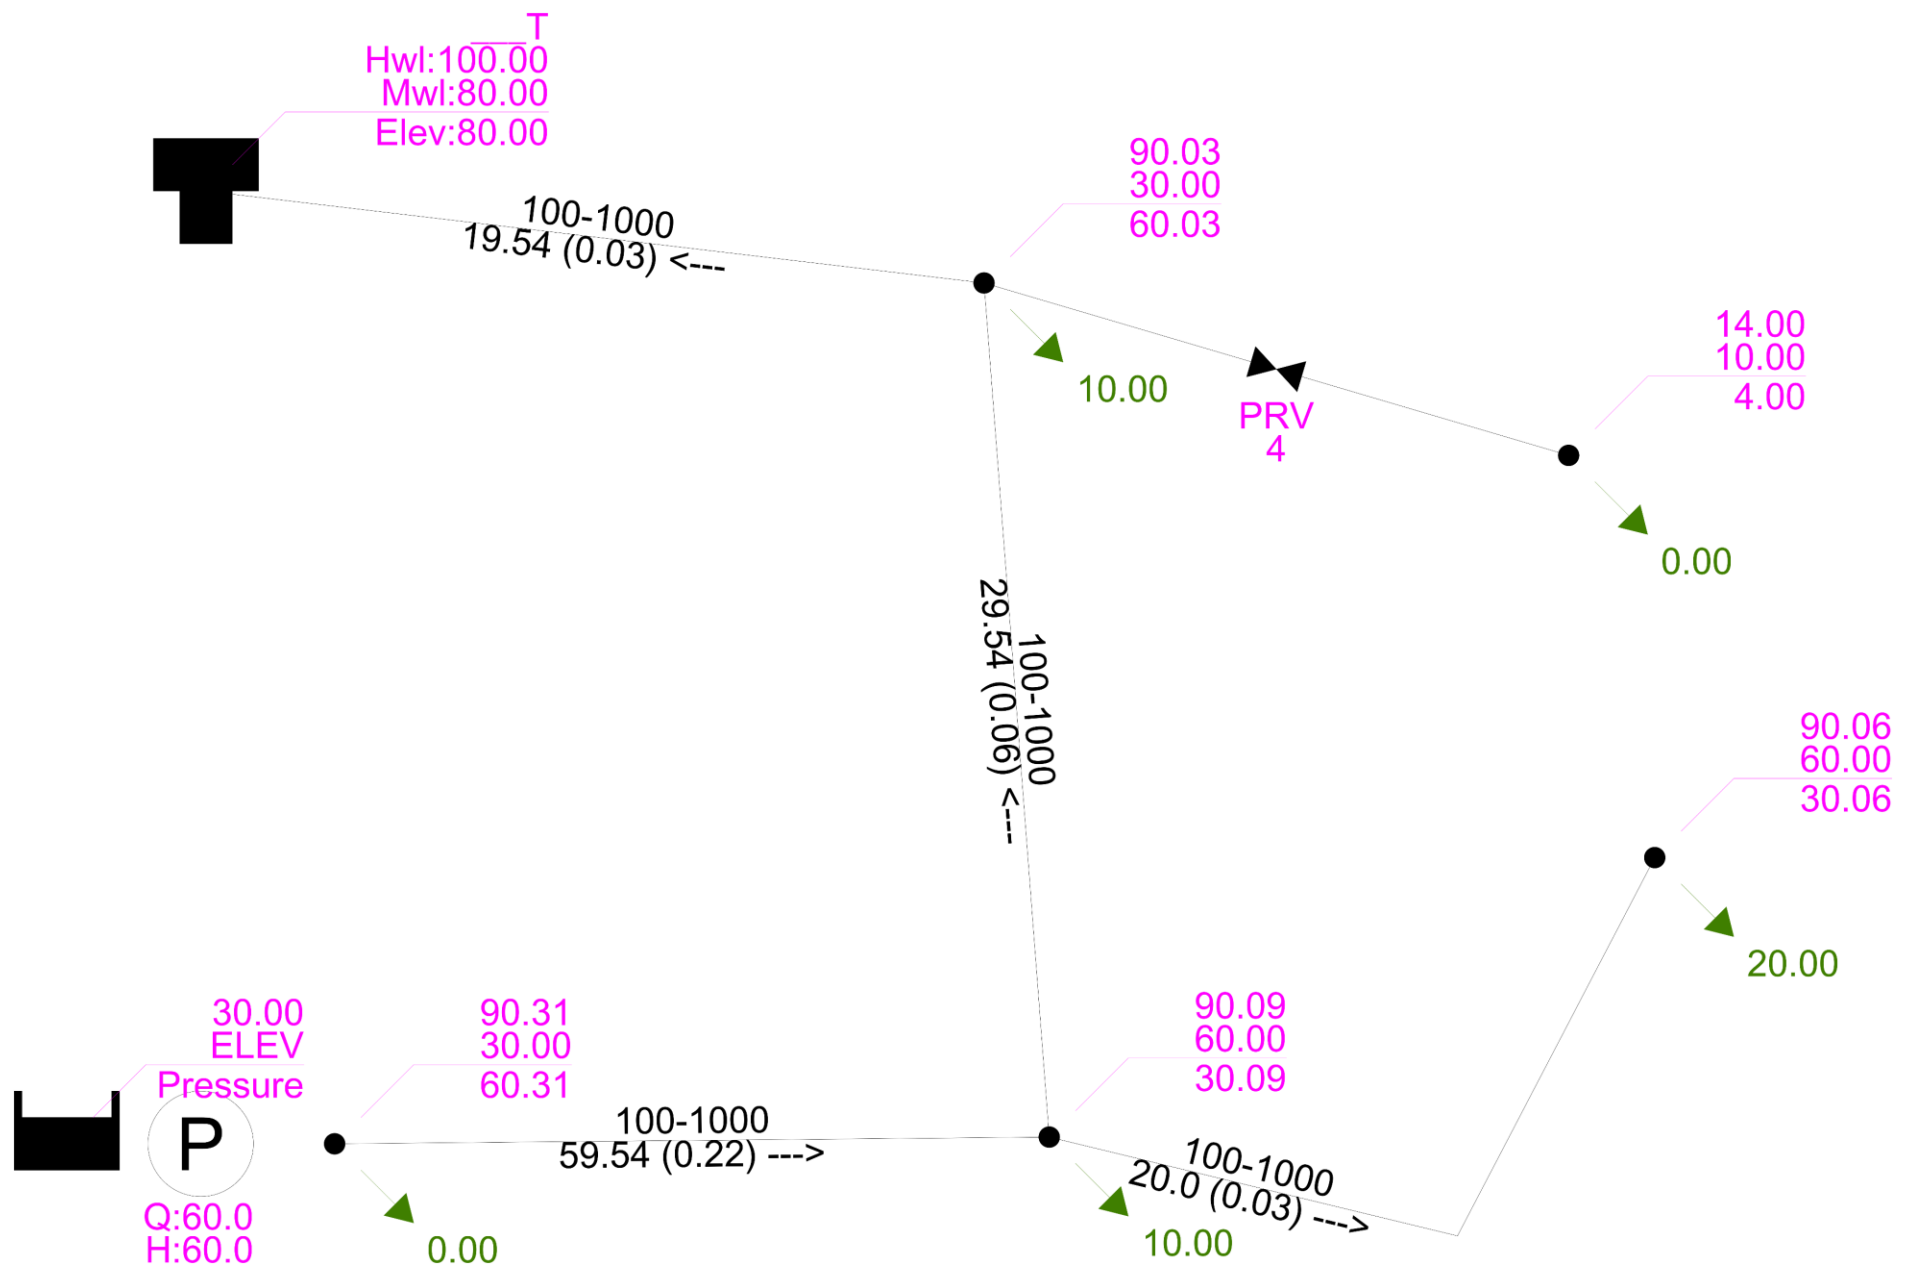 ___T
Hwl:100.00
Mwl:80.00
Elev:80.00
90.03
30.00
60.03
100-1000
19.54 (0.03) <----
10.00
14.00
10.00
4.00
PRV
4
0.00
100-1000
29.54 (0.06) <----
90.06
60.00
30.06
20.00
30.00
ELEV
Pressure
90.31
30.00
60.31
90.09
60.00
30.09
P
100-1000
59.54 (0.22) --->
100-1000
20.0 (0.03) --->
Q:60.0
H:60.0
0.00
10.00